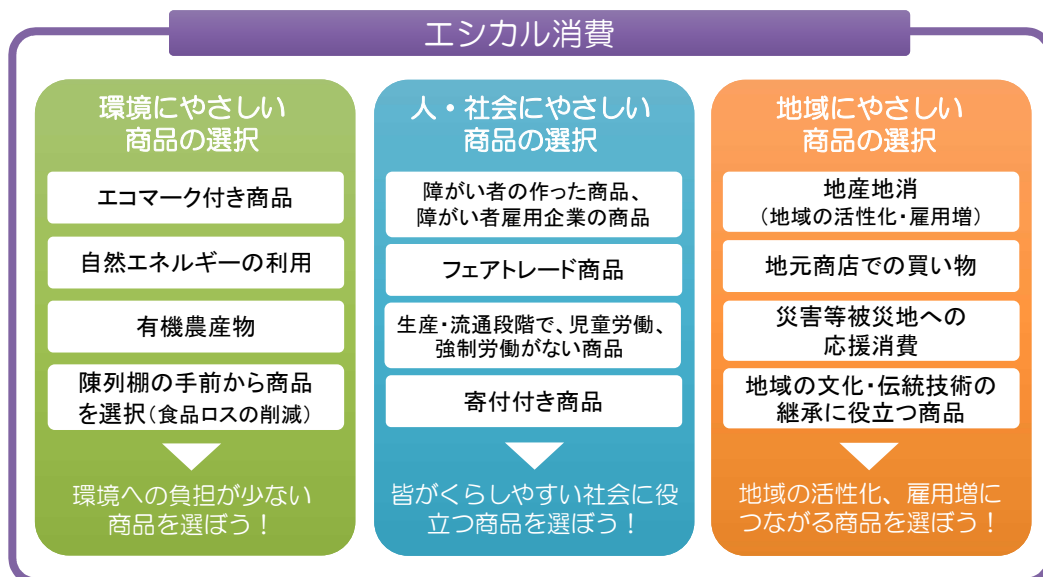 エシカル消費
環境にやさしい
商品の選択
エコマーク付き商品
自然エネルギーの利用
有機農産物
陳列棚の手前から商品
を選択（食品ロスの削減）
環境への負担が少ない
商品を選ぼう！
人・社会にやさしい
商品の選択
障がい者の作った商品、
障がい者雇用企業の商品
フェアトレード商品
生産・流通段階で、児童労働、
強制労働がない商品
寄付付き商品
皆がくらしやすい社会に役
立つ商品を選ぼう！
地域にやさしい
商品の選択
地産地消
（地域の活性化・雇用増）
地元商店での買い物
災害等被災地への
応援消費
地域の文化・伝統技術の
継承に役立つ商品
地域の活性化、雇用増に
つながる商品を選ぼう！